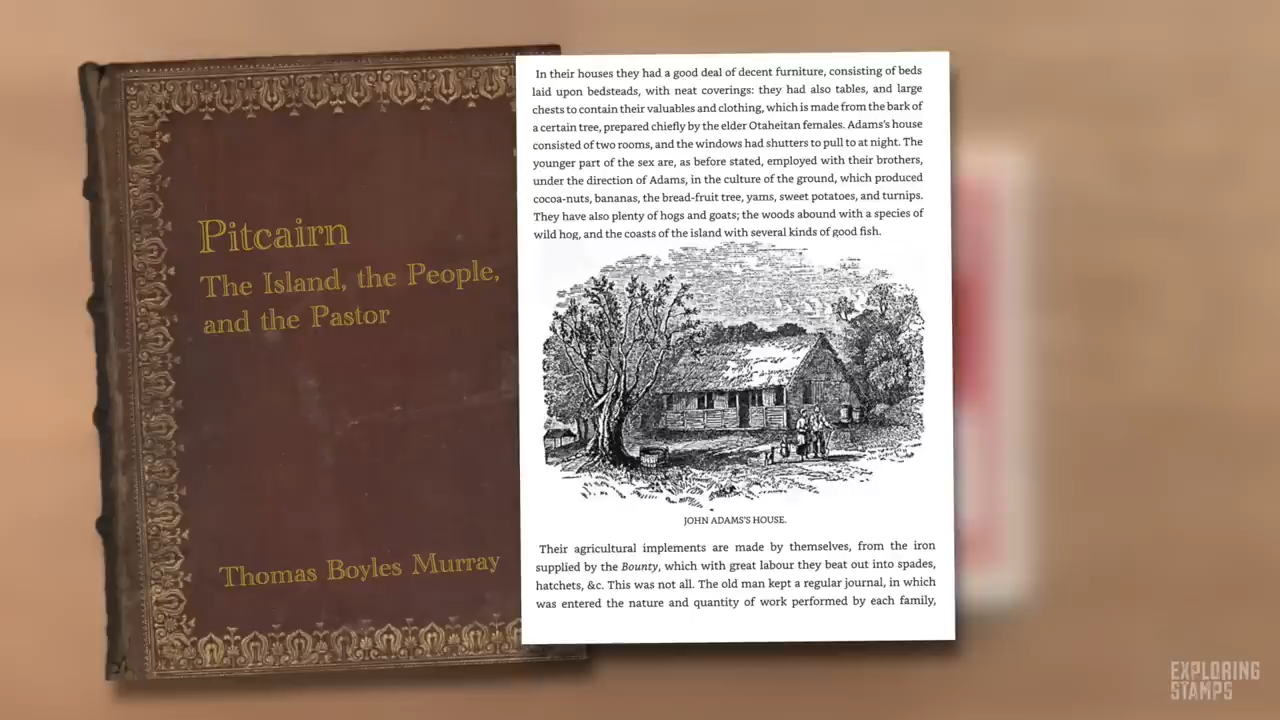 Pitcairn
The Island, the People,
and the Pastor
Thomas Boyles Murray
In their houses they had a good deal of decent furniture, consisting of beds
laid upon bedsteads, with neat coverings: they had also tables, and large
chests to contain their valuables and clothing, which is made from the bark of
a certain tree, prepared chiefly by the elder Otaheitan females. Adams's house
consisted of two rooms, and the windows had shutters to pull to at night. The
younger part of the sex are, as before stated, employed with their brothers,
under the direction of Adams, in the culture of the ground, which produced
cocoa-nuts, bananas, the bread-fruit tree, yams, sweet potatoes, and turnips.
They have also plenty of hogs and goats; the woods abound with a species of
wild hog, and the coasts of the island with several kinds of good fish.
JOHN ADAMS'S HOUSE.
Their agricultural implements are made by themselves, from the iron
supplied by the Bounty, which with great labour they beat out into spades,
hatchets, &c. This was not all. The old man kept a regular journal, in which
was entered the nature and quantity of work performed by each family,
EXPLORING
STAMPS